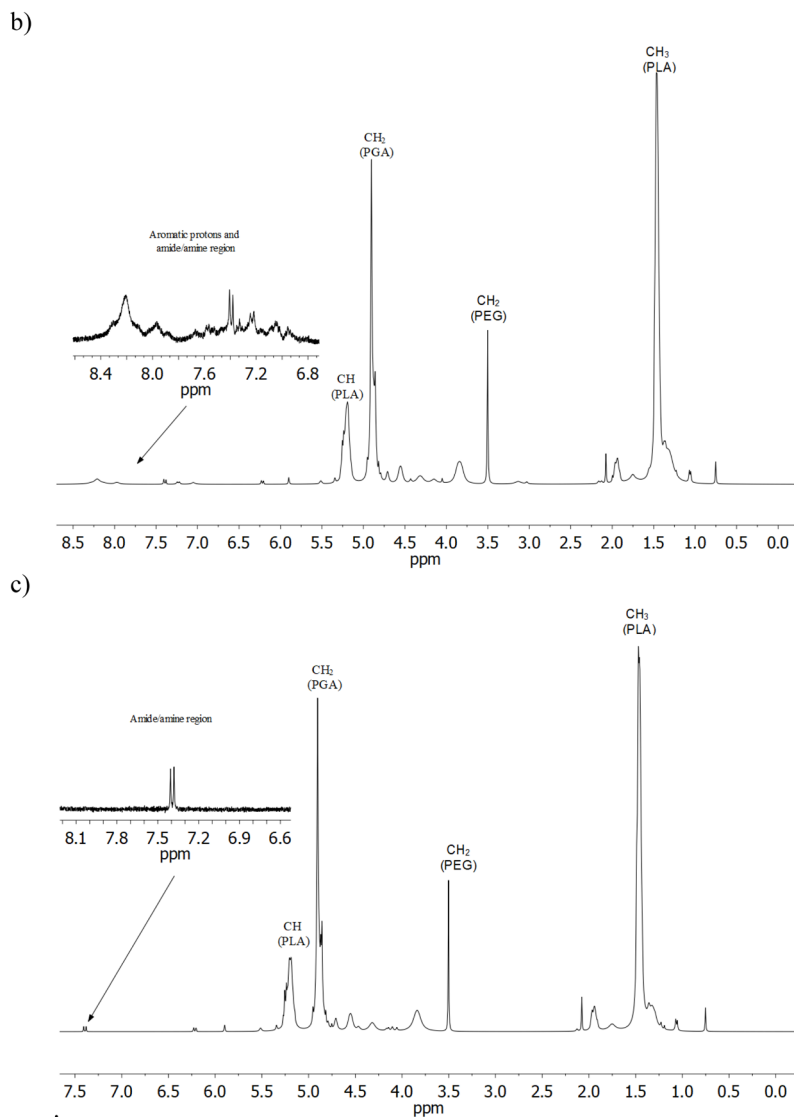 b)
CH3
(PLA)
CH2
(PGA)
Aromatic protons and
amide/amine region
CH2
(PEG)
CH
(PLA)
8.4 8.0 7.6 7.2 6.8
ppm
8.5 8.0 7.5 7.0 6.5 6.0 5.5 5.0 4.5 4.0 3.5 3.0 2.5 2.0 1.5 1.0 0.5 0.0
ppm
c)
CH3
(PLA)
CH2
(PGA)
Amide/amine region
8.1 7.8 7.5 7.2 6.9 6.6
ppm
CH2
(PEG)
CH
(PLA)
7.5 7.0 6.5 6.0 5.5 5.0 4.5 4.0 3.5 3.0 2.5 2.0 1.5 1.0 0.5 0.0
ppm